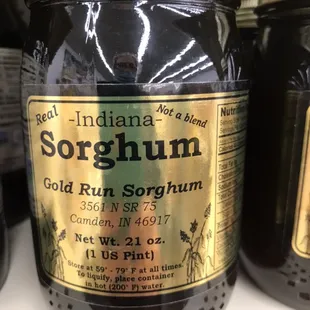 Real
-Indiana-
Not a blend
Sorghum
Gold Run Sorghum
3561 N SR 75
Camden, IN 46917
Net Wt. 21 oz.
(1 US Pint)
Store at 59° - 79° F at all times.
To liquify, place container
in hot (200° F) water.